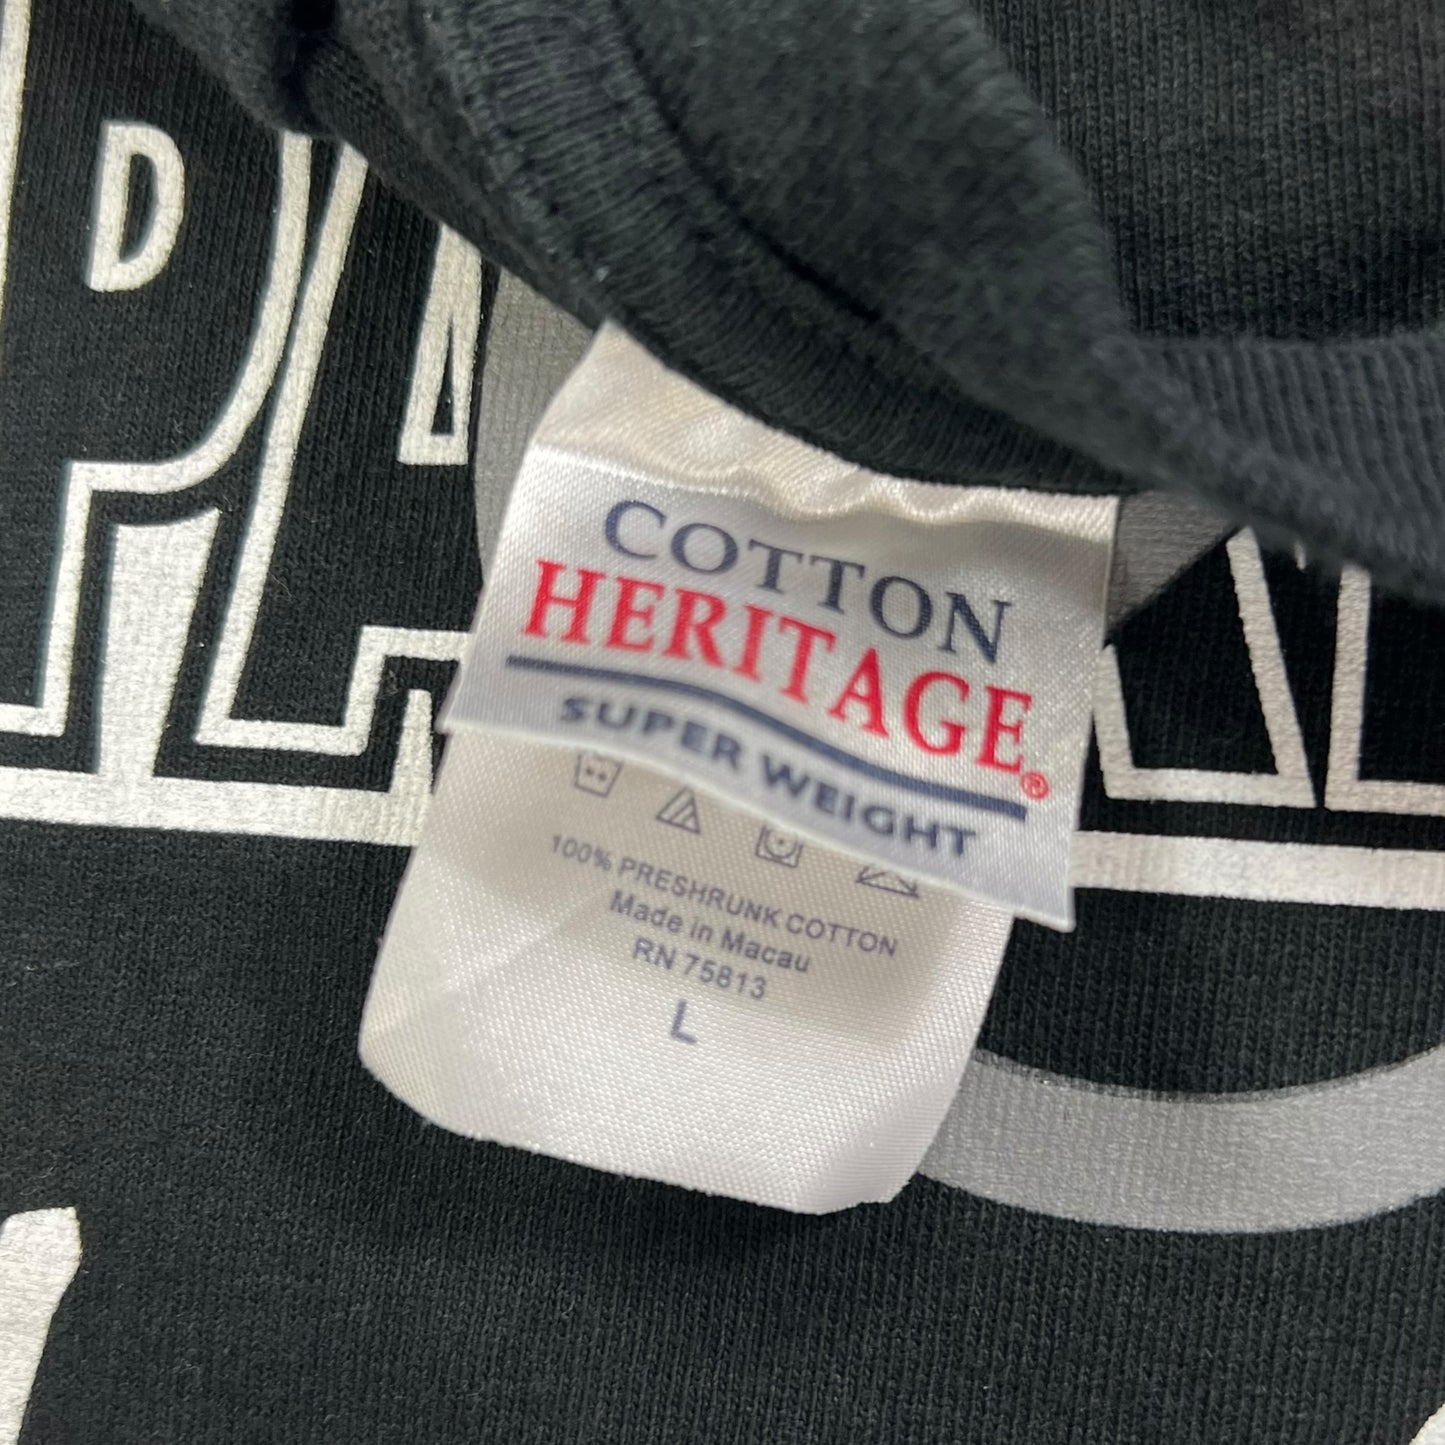 COTTON
HERITAGE®
SUPER WEIGHT
100% PRESHRUNK COTTON
Made in Macau
RN 75813
L